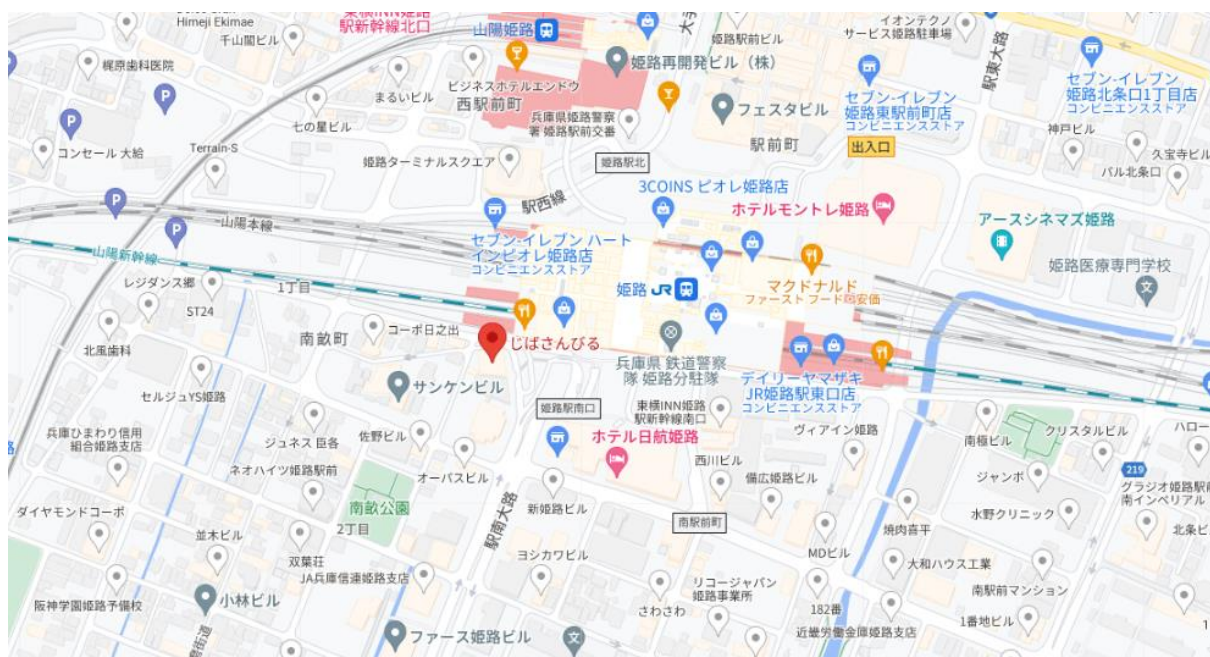 Himeji Ekimae
千山閣ビル
東横INN姫路
駅新幹線北口
山陽姫路
姫路駅前ビル
イオンテクノ
サービス姫路駐車場
駅東大路
セブン-イレブン
姫路北条口1丁目店
コンビニエンスストア
梶原歯科医院
まるいビル
ビジネスホテルエンドウ
西駅前町
姫路再開発ビル（株）
フェスタビル
セブン-イレブン
姫路東駅前町店
コンビニエンスストア
七の星ビル
兵庫県姫路警察
署 姫路駅前交番
駅前町
出入口
神戸ビル
久宝寺ビル
パル北条口
コンセール 大絵
Terrain-S
姫路ターミナルスクエア
姫路駅北
3COINS ピオレ姫路店
ホテルモントレ姫路
アースシネマズ姫路
駅西線
山陽本線
山陽新幹線
セブン-イレブン ハート
インピオレ姫路店
コンビニエンスストア
姫路医療専門学校
レジダンス郷
1丁目
ST24
姫路 JR
マクドナルド
南畝町
コーポ日之出
じばさんびる
北風歯科
サンケンビル
兵庫県 鉄道警察
隊 姫路分駐隊
デイリーヤマザキ
JR姫路駅東口店
コンビニエンスストア
セルジュYS姫路
姫路駅南口
東横INN姫路
駅新幹線南口
ヴィアイン姫路
兵庫ひまわり信用
組合姫路支店
ジュネス 臣各
佐野ビル
ホテル日航姫路
南極ビル
クリスタルビル
ハロー
ネオハイツ姫路駅前
オーパスビル
西川ビル
備広姫路ビル
ジャンボ
219
グラジオ姫路駅前
南インペリアル
ダイヤモンドコーポ
南畝公園
新姫路ビル
南駅前町
焼肉喜平
水野クリニック
北条ビ
並木ビル
2丁目
駅南大路
双葉荘
ヨシカワビル
MDビル
大和ハウス工業
JA兵庫信連姫路支店
阪神学園姫路予備校
小林ビル
さわさわ
リコージャパン
姫路事業所
182番
南駅前マンション
ファース姫路ビル
近畿労働金庫姫路支店
1番地ビル